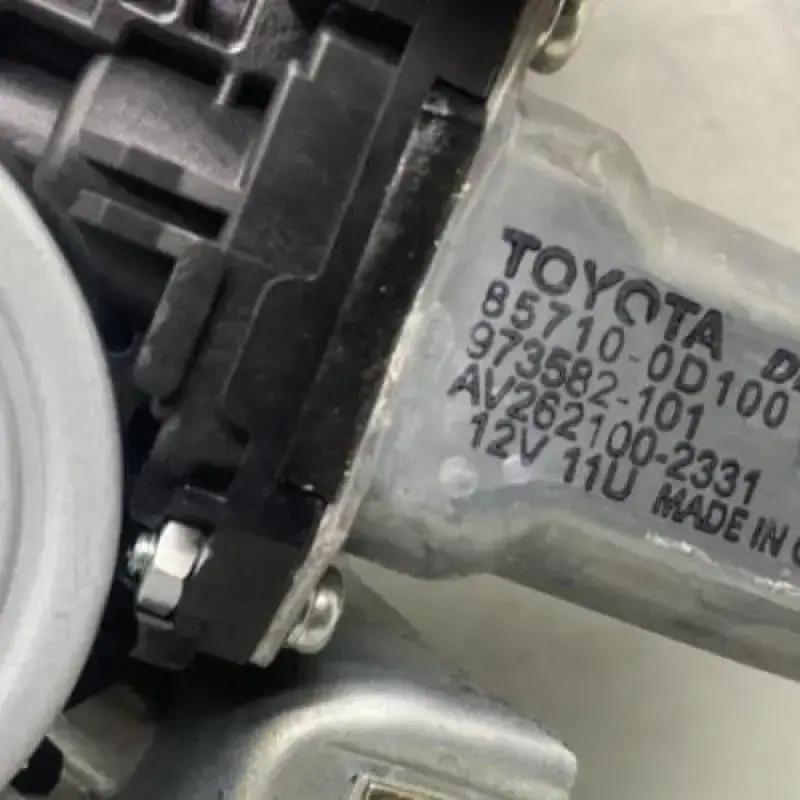 TOYOTA
85710-0D100
973582-101
AV262100-2331
12V 11U MADE IN